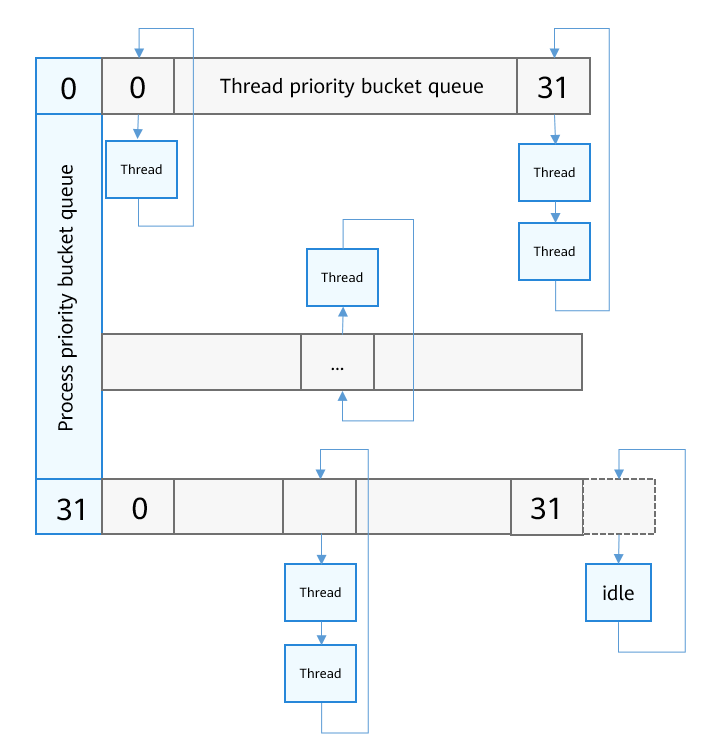 0
0
Thread priority bucket queue
31
Thread
Thread
Thread
Thread
Process priority bucket queue
...
31
0
31
Thread
idle
Thread